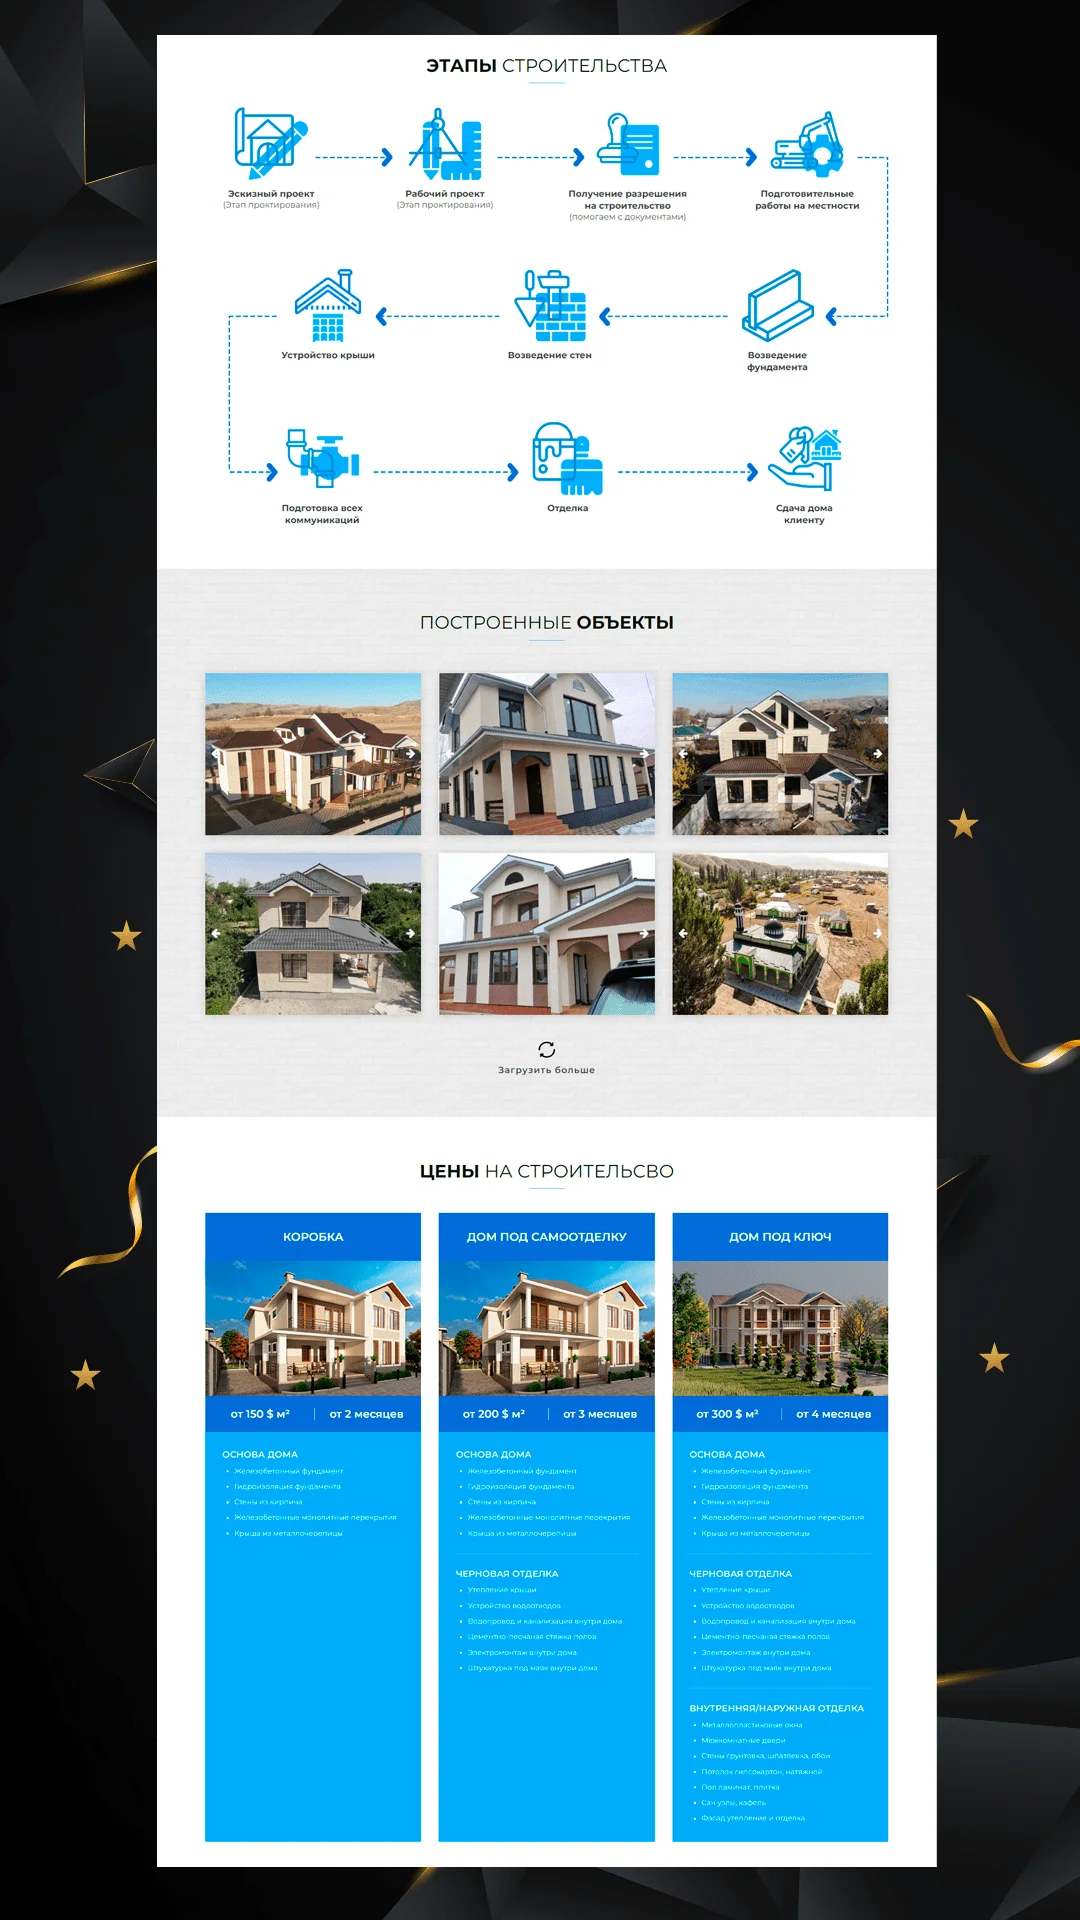 ЭТАПЫ СТРОИТЕЛЬСТВА
Эскизный проект
(Этап проктирования)
Рабочий проект
(Этап проктирования)
Получение разрешения
на строительство
(помогаем с документами)
Подготовительные
работы на местности
Устройство крыши
Возведение стен
Возведение
фундамента
Подготовка всех
коммуникаций
Отделка
Сдача дома
клиенту
ПОСТРОЕННЫЕ ОБЪЕКТЫ
Загрузить больше
ЦЕНЫ НА СТРОИТЕЛЬСВО
КОРОБКА
от 150 $ м² | от 2 месяцев
ОСНОВА ДОМА
• Железобетонный фундамент
• Гидроизоляция фундамента
• Стены из кирпича
• Железобетонные монолитные перекрытия
• Крыша из металлочерепицы
ДОМ ПОД САМООТДЕЛКУ
от 200 $ м² | от 3 месяцев
ОСНОВА ДОМА
• Железобетонный фундамент
• Гидроизоляция фундамента
• Стены из кирпича
• Железобетонные монолитные перекрытия
• Крыша из металлочерепицы
ЧЕРНОВАЯ ОТДЕЛКА
• Утепление крыши
• Устройство водоотводов
• Водопровод и канализация внутри дома
• Цементно-песчаная стяжка полов
• Электромонтаж внутри дома
• Штукатурка под маяк внутри дома
ДОМ ПОД КЛЮЧ
от 300 $ м² | от 4 месяцев
ОСНОВА ДОМА
• Железобетонный фундамент
• Гидроизоляция фундамента
• Стены из кирпича
• Железобетонные монолитные перекрытия
• Крыша из металлочерепицы
ЧЕРНОВАЯ ОТДЕЛКА
• Утепление крыши
• Устройство водоотводов
• Водопровод и канализация внутри дома
• Цементно-песчаная стяжка полов
• Электромонтаж внутри дома
• Штукатурка под маяк внутри дома
ВНУТРЕННЯЯ/НАРУЖНАЯ ОТДЕЛКА
• Металлопластиковые окна
• Межкомнатные двери
• Стены грунтовка, шпатлевка, обои
• Потолок гипсокартон, натяжной
• Пол ламинат, плитка
• Сан узлы, кафель
• Фасад утепление и отделка